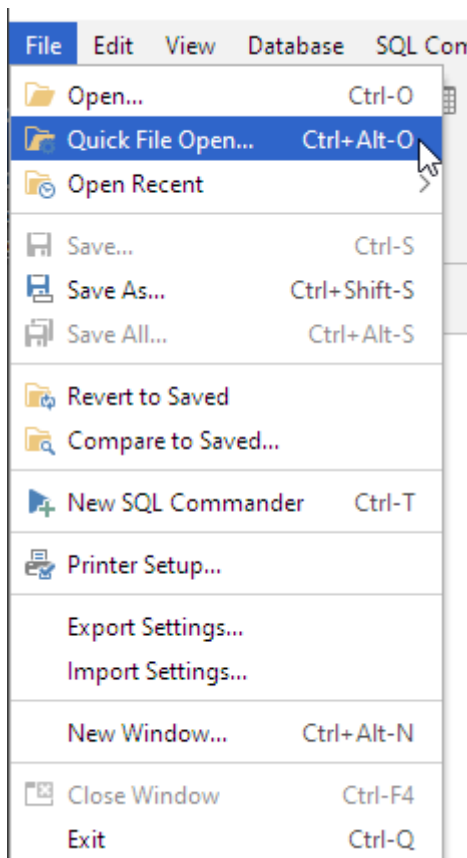 File Edit View Database SQL Com
Open... Ctrl-O
Quick File Open... Ctrl+Alt-O
Open Recent
Save... Ctrl-S
Save As... Ctrl+Shift-S
Save All... Ctrl+Alt-S
Revert to Saved
Compare to Saved...
New SQL Commander Ctrl-T
Printer Setup...
Export Settings...
Import Settings...
New Window... Ctrl+Alt-N
Close Window Ctrl-F4
Exit Ctrl-Q